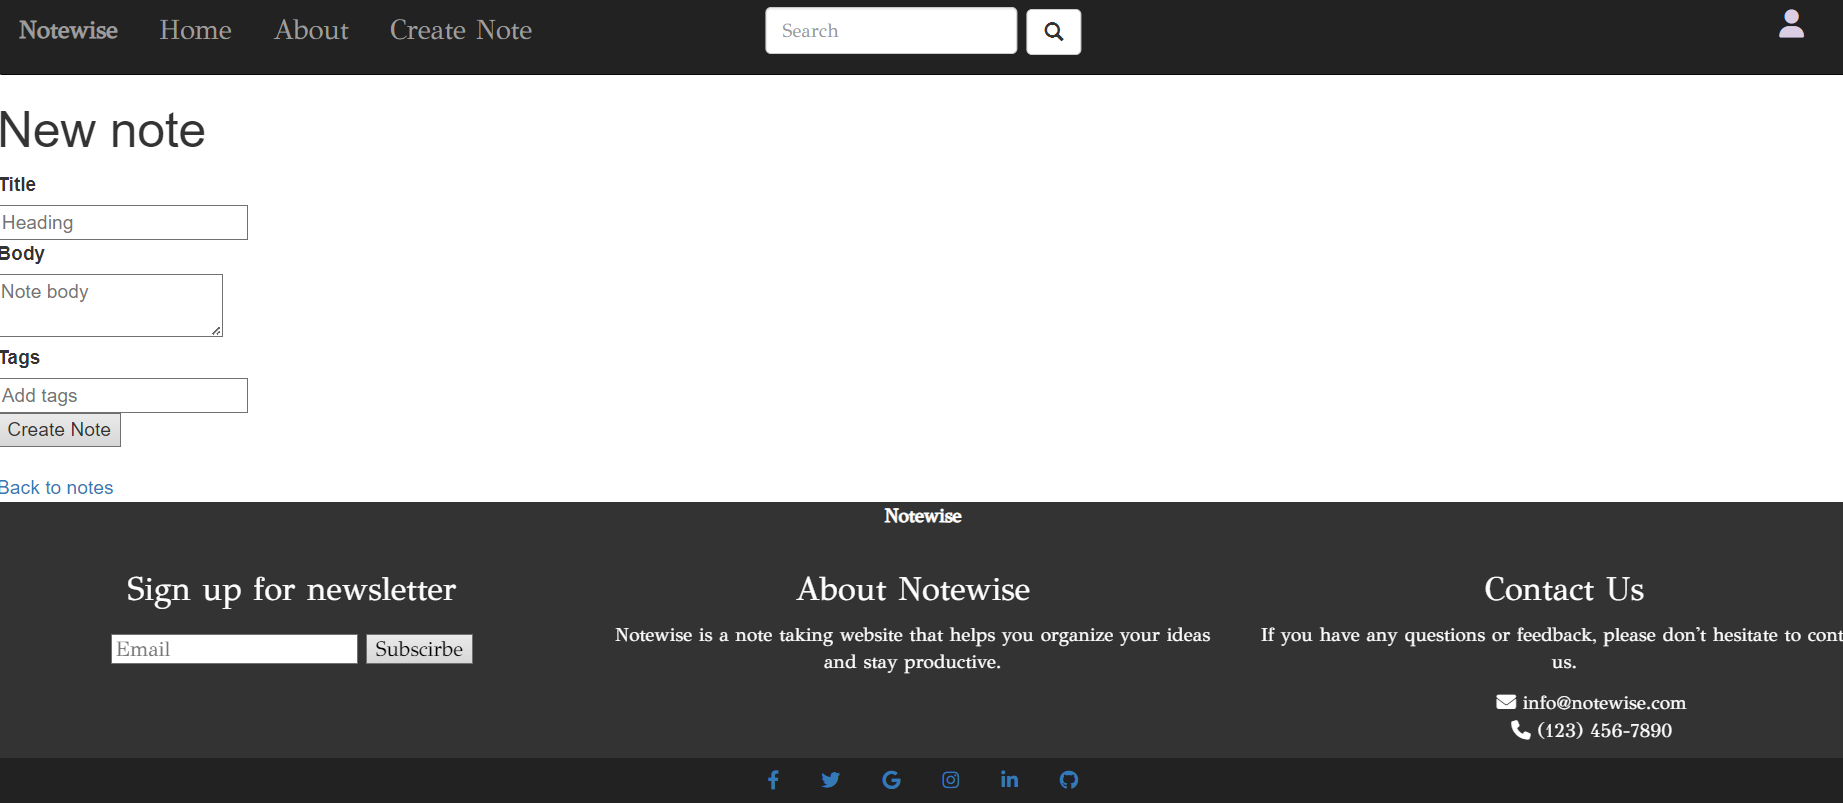 Notewise Home About Create Note Search
New note
Title
Heading
Body
Note body
Tags
Add tags
Create Note
Back to notes
Notewise
Sign up for newsletter
Email Subscirbe
About Notewise
Notewise is a note taking website that helps you organize your ideas
and stay productive.
Contact Us
If you have any questions or feedback, please don't hesitate to cont
us.
info@notewise.com
(123) 456-7890